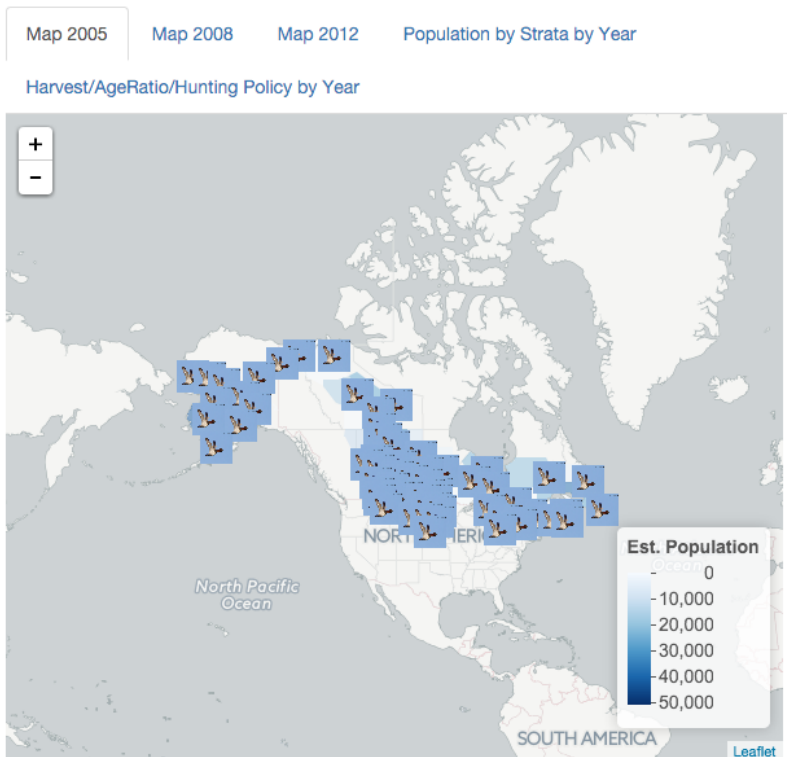 Map 2005 Map 2008 Map 2012 Population by Strata by Year
Harvest/AgeRatio/Hunting Policy by Year
+
−
North Pacific
Ocean
Est. Population
0
10,000
20,000
30,000
40,000
50,000
Ocean
SOUTH AMERICA
Leaflet